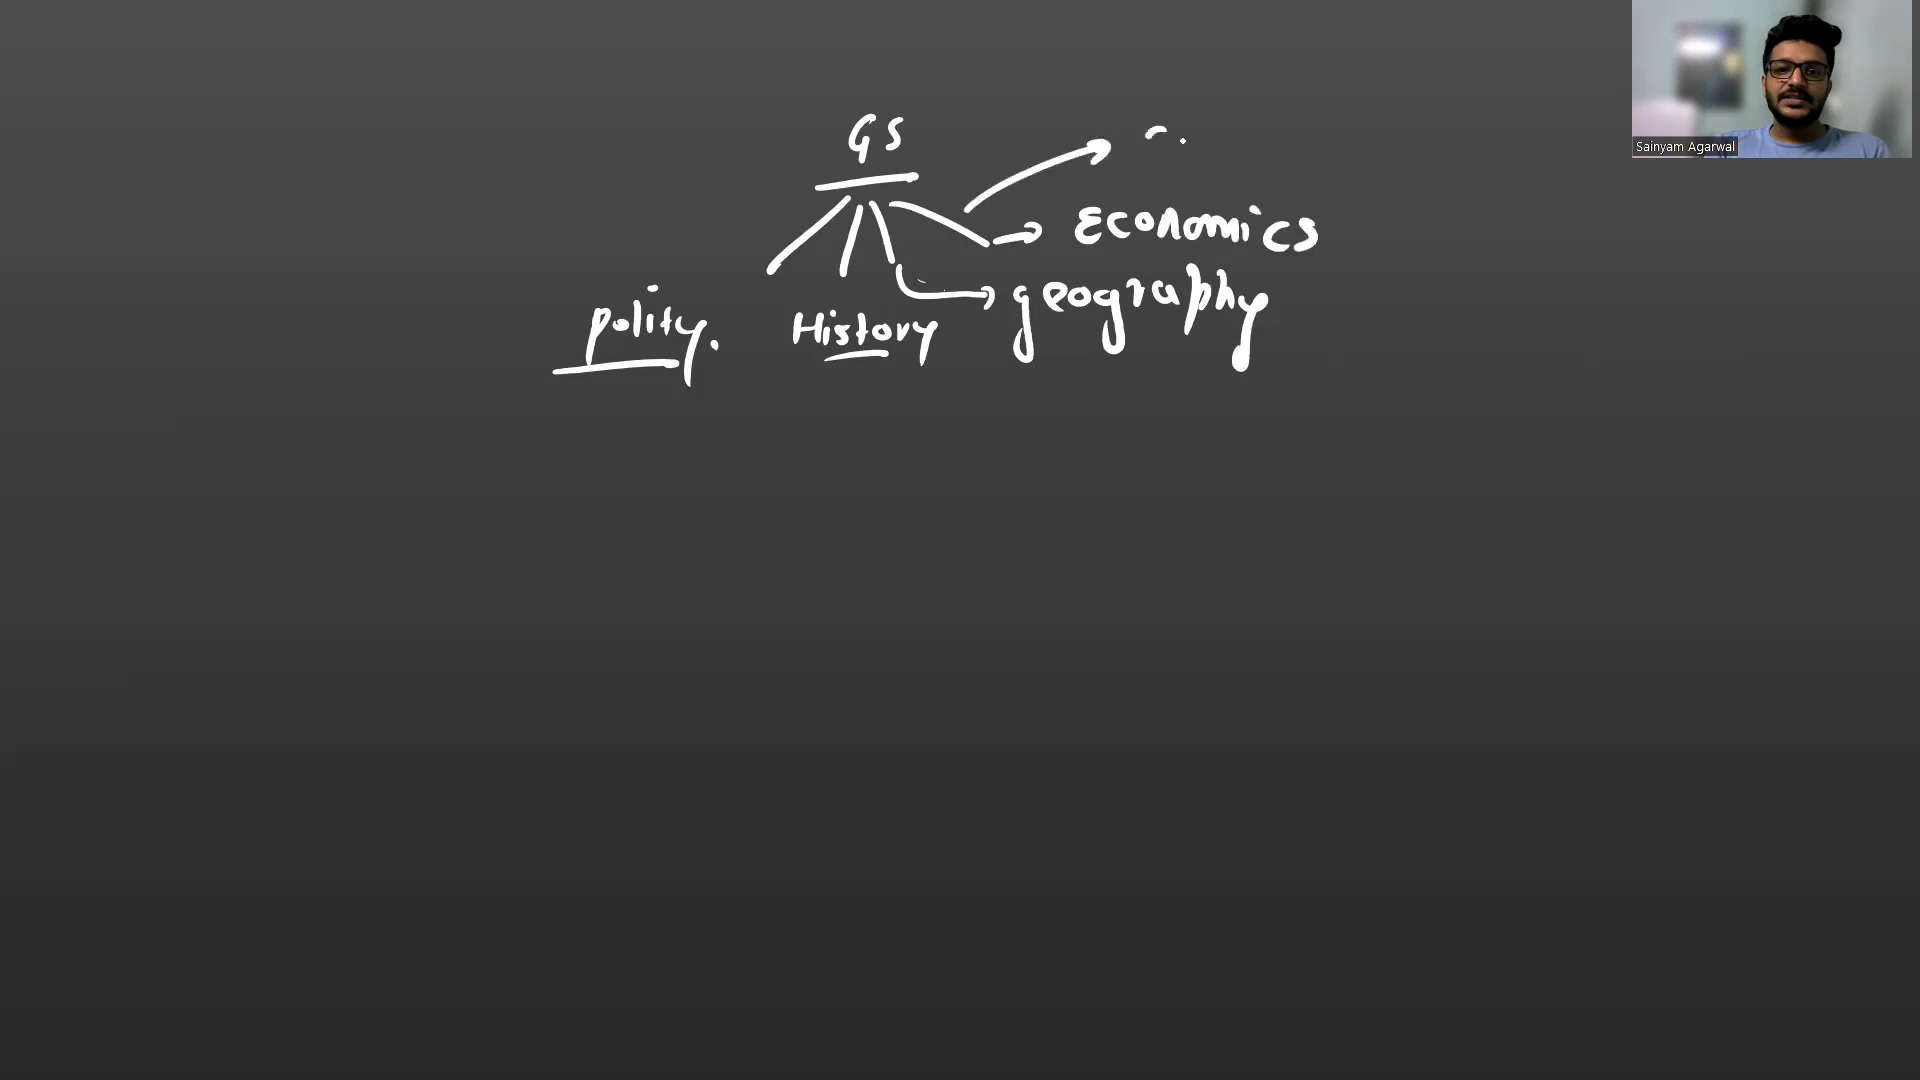 GS
Economics
geography
polity.
History
Sainyam Agarwal